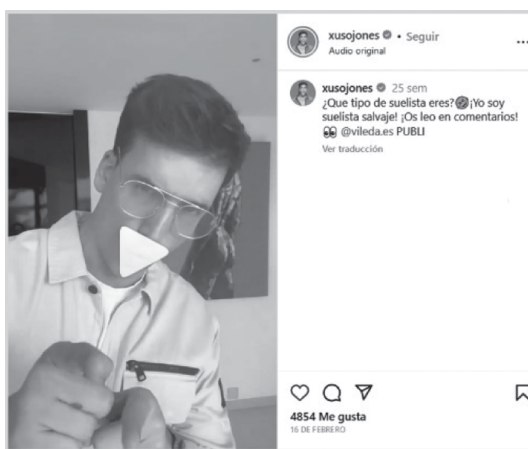 xusojones • Seguir
Audio original
xusojones 25 sem
¿Que tipo de suelista eres? ¡Yo soy
suelista salvaje! ¡Os leo en comentarios!
👀 @vileda.es PUBLI
Ver traducción
4854 Me gusta
16 DE FEBRERO